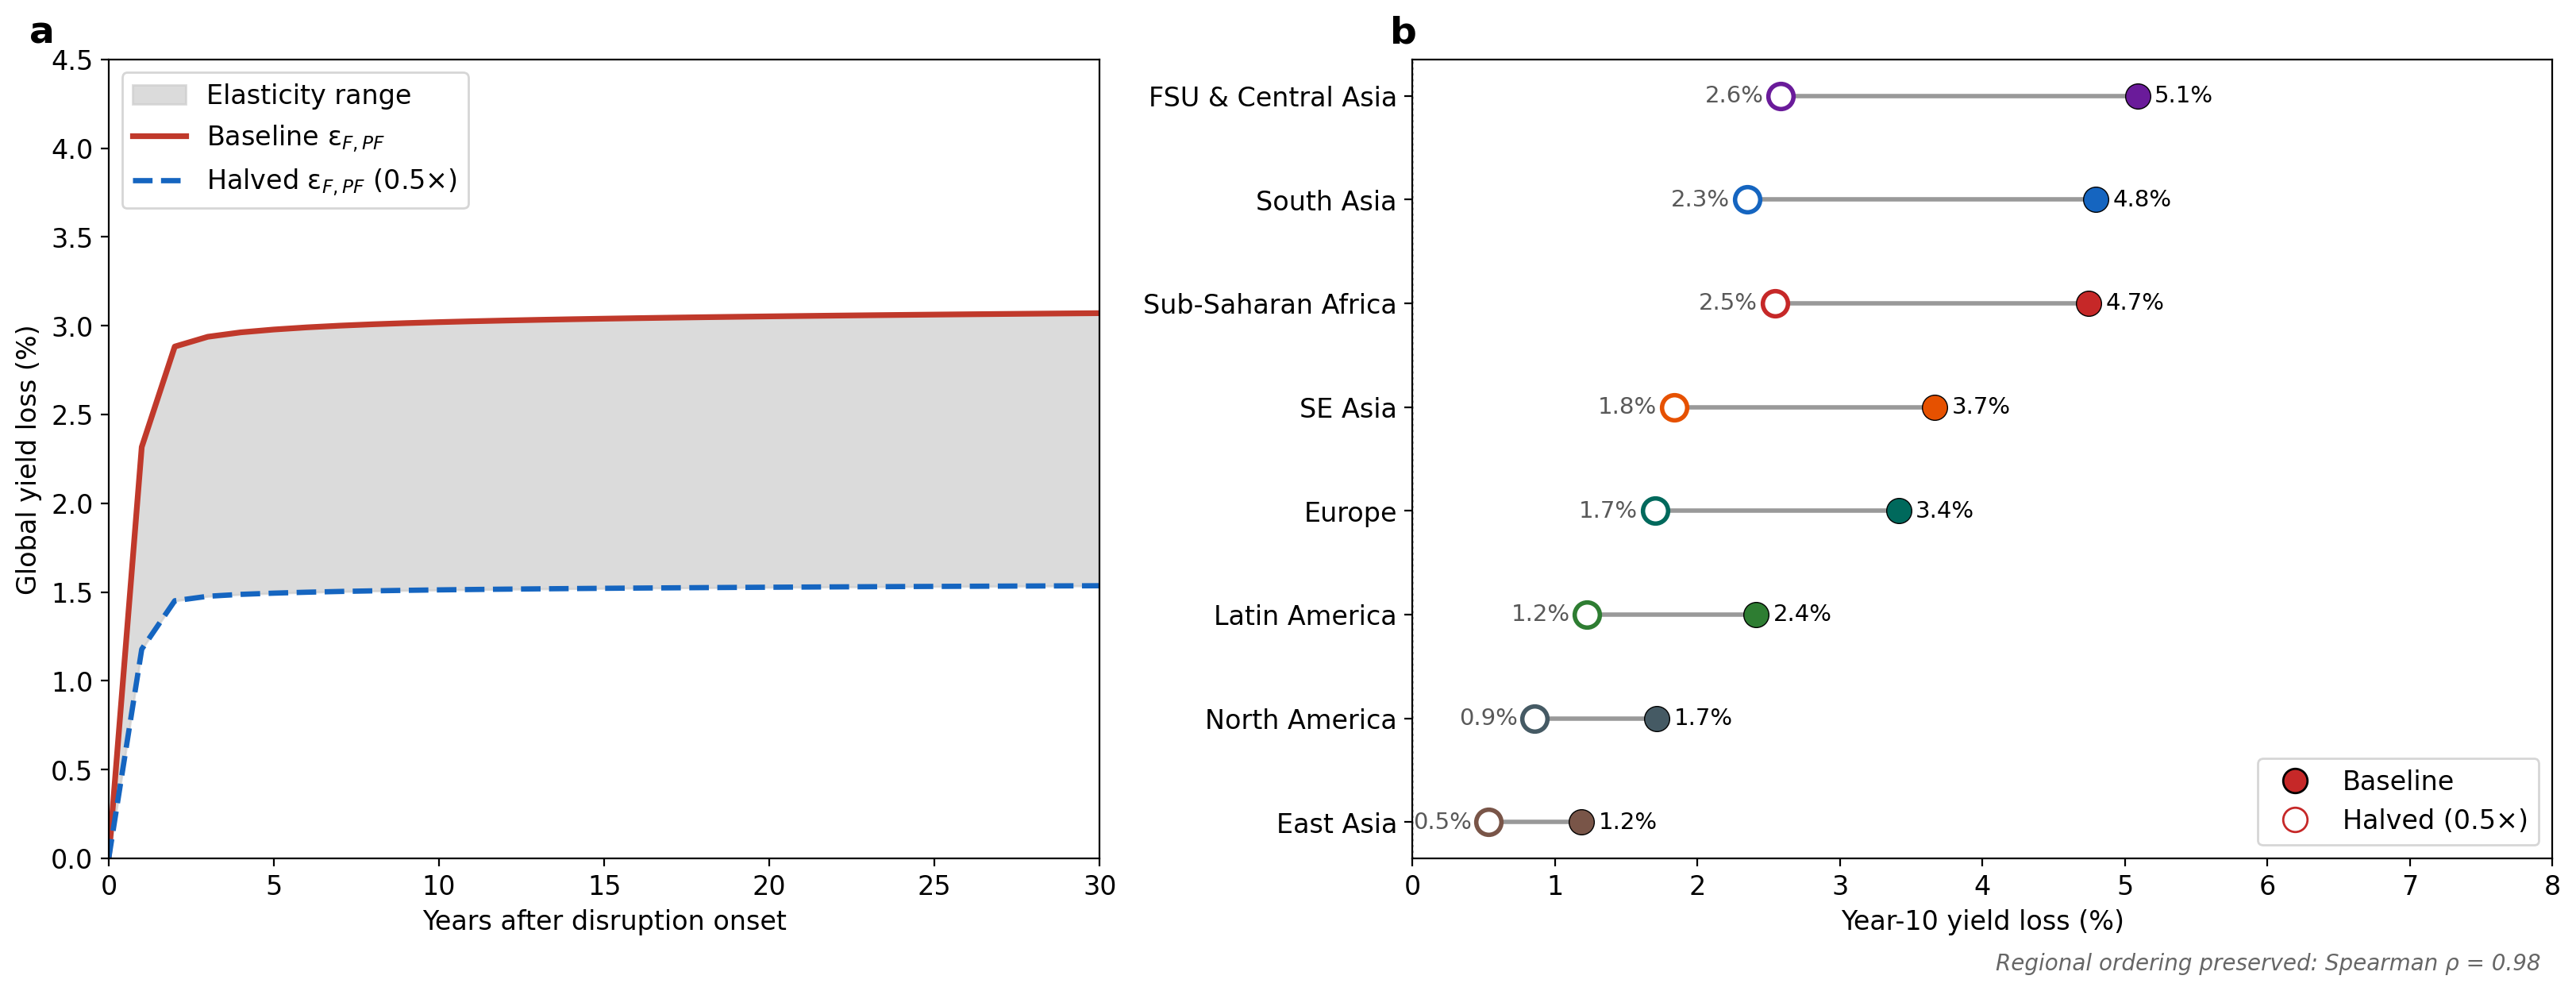 a
4.5
4.0
3.5
3.0
2.5
2.0
1.5
1.0
0.5
0.0
Global yield loss (%)
Elasticity range
Baseline ε_F,PF
Halved ε_F,PF (0.5×)
0 5 10 15 20 25 30
Years after disruption onset
b
FSU & Central Asia 2.6% 5.1%
South Asia 2.3% 4.8%
Sub-Saharan Africa 2.5% 4.7%
SE Asia 1.8% 3.7%
Europe 1.7% 3.4%
Latin America 1.2% 2.4%
North America 0.9% 1.7%
East Asia 0.5% 1.2%
Baseline
Halved (0.5×)
0 1 2 3 4 5 6 7 8
Year-10 yield loss (%)
Regional ordering preserved: Spearman ρ = 0.98